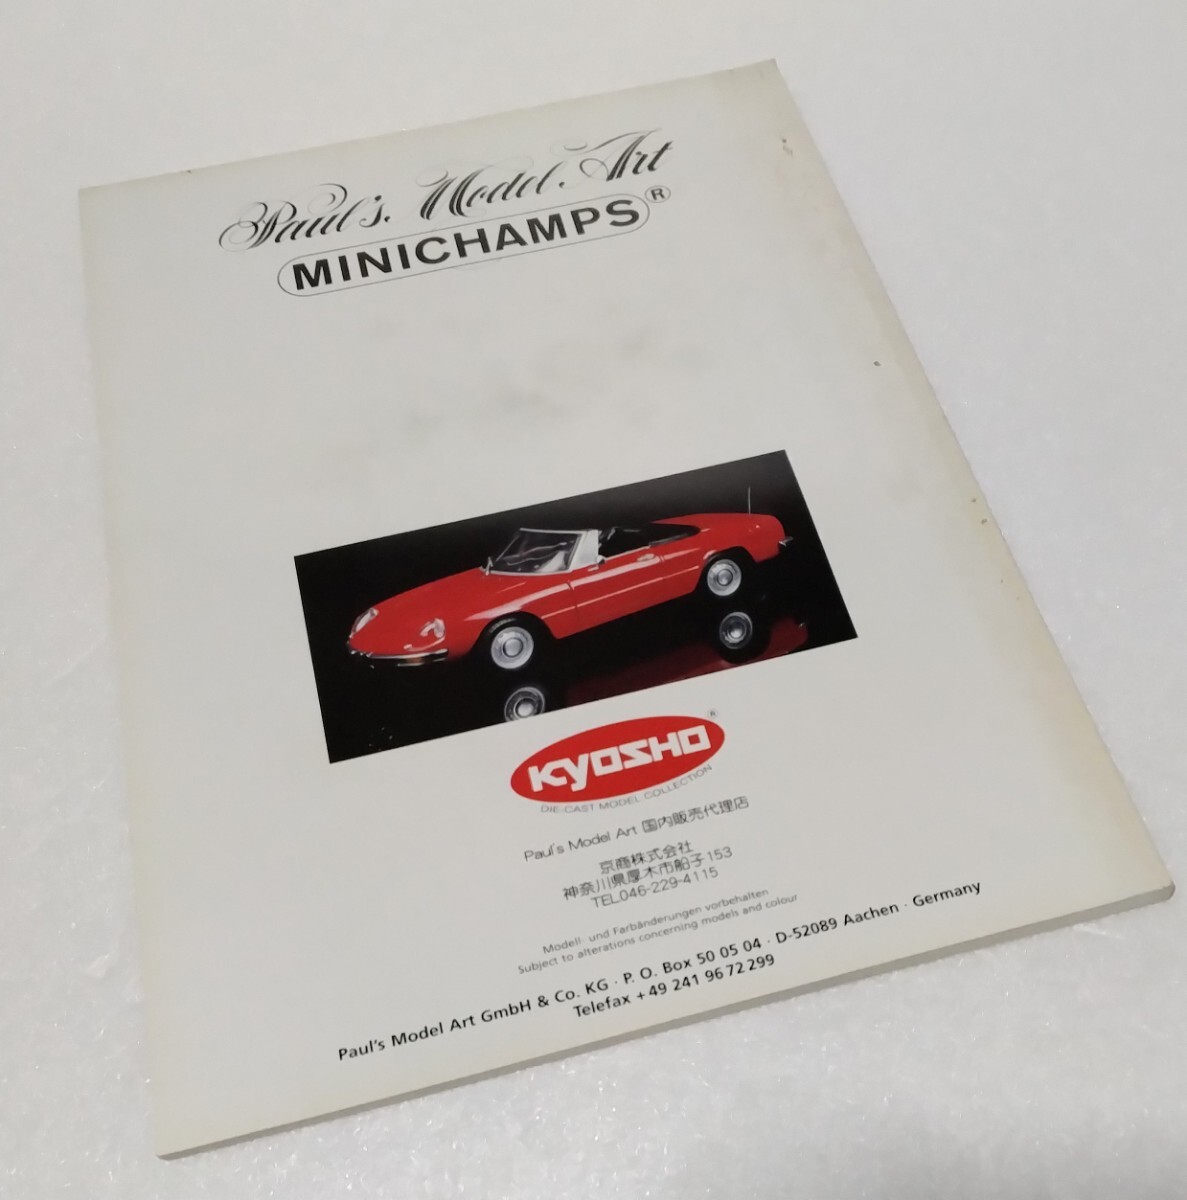 Paul's Model Art
MINICHAMPS®
KYOSHO®
DIE-CAST MODEL COLLECTION
Paul's Model Art 国内販売代理店
京商株式会社
神奈川県厚木市船子153
TEL046-229-4115
Modell- und Farbänderungen vorbehalten
Subject to alterations concerning models and colour
Paul's Model Art GmbH & Co. KG · P. O. Box 50 05 04 · D-52089 Aachen · Germany
Telefax + 49 241 96 72 299